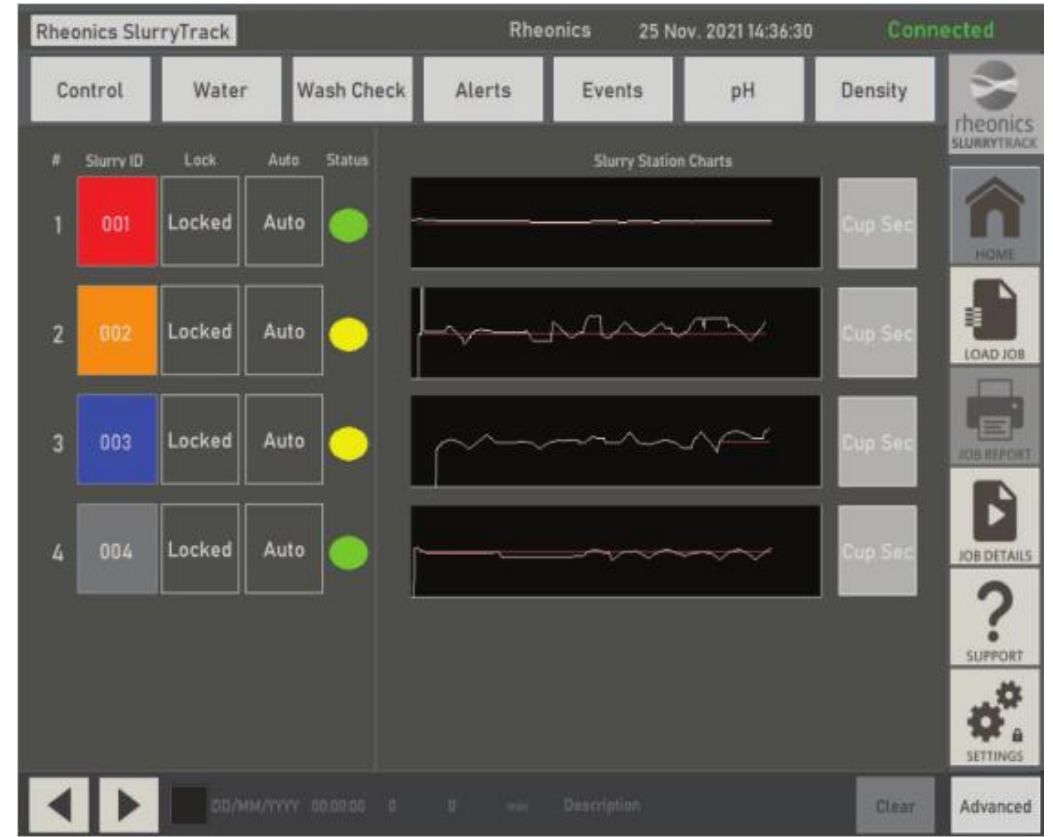 Rheonics SlurryTrack Rheonics 25 Nov. 2021 14:36:30 Connected
Control Water Wash Check Alerts Events pH Density
rheonics
SLURRYTRACK
# Slurry ID Lock Auto Status Slurry Station Charts
1 001 Locked Auto Cup Sec
HOME
2 002 Locked Auto Cup Sec
LOAD JOB
3 003 Locked Auto Cup Sec
JOB REPORT
4 004 Locked Auto Cup Sec
JOB DETAILS
SUPPORT
SETTINGS
DD/MM/YYYY 00:00:00 0 0 min Description Clear Advanced